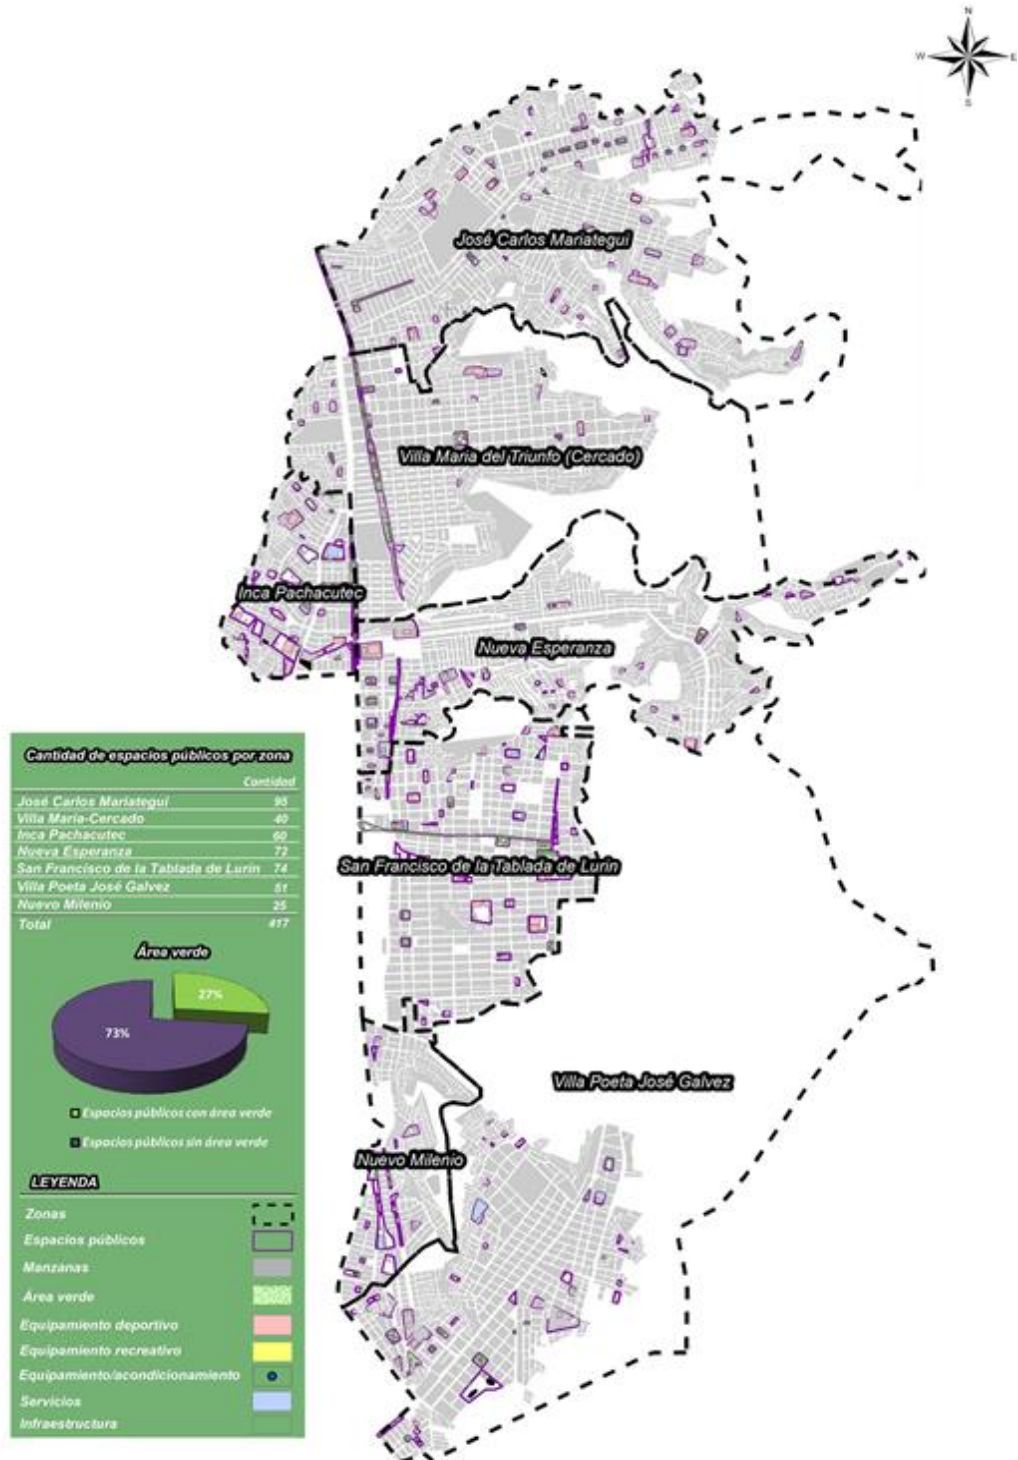 N
W
E
S
José Carlos Mariategui
Villa Maria del Triunfo (Cercado)
Inca Pachacutec
Nueva Esperanza
San Francisco de la Tablada de Lurin
Villa Poeta José Galvez
Nuevo Milenio
Cantidad de espacios públicos por zona
Cantidad
José Carlos Mariategui 95
Villa Maria-Cercado 40
Inca Pachacutec 60
Nueva Esperanza 72
San Francisco de la Tablada de Lurin 74
Villa Poeta José Galvez 51
Nuevo Milenio 25
Total 417
Área verde
27%
73%
Espacios públicos con área verde
Espacios públicos sin área verde
LEYENDA
Zonas
Espacios públicos
Manzanas
Área verde
Equipamiento deportivo
Equipamiento recreativo
Equipamiento/acondicionamiento
Servicios
Infraestructura